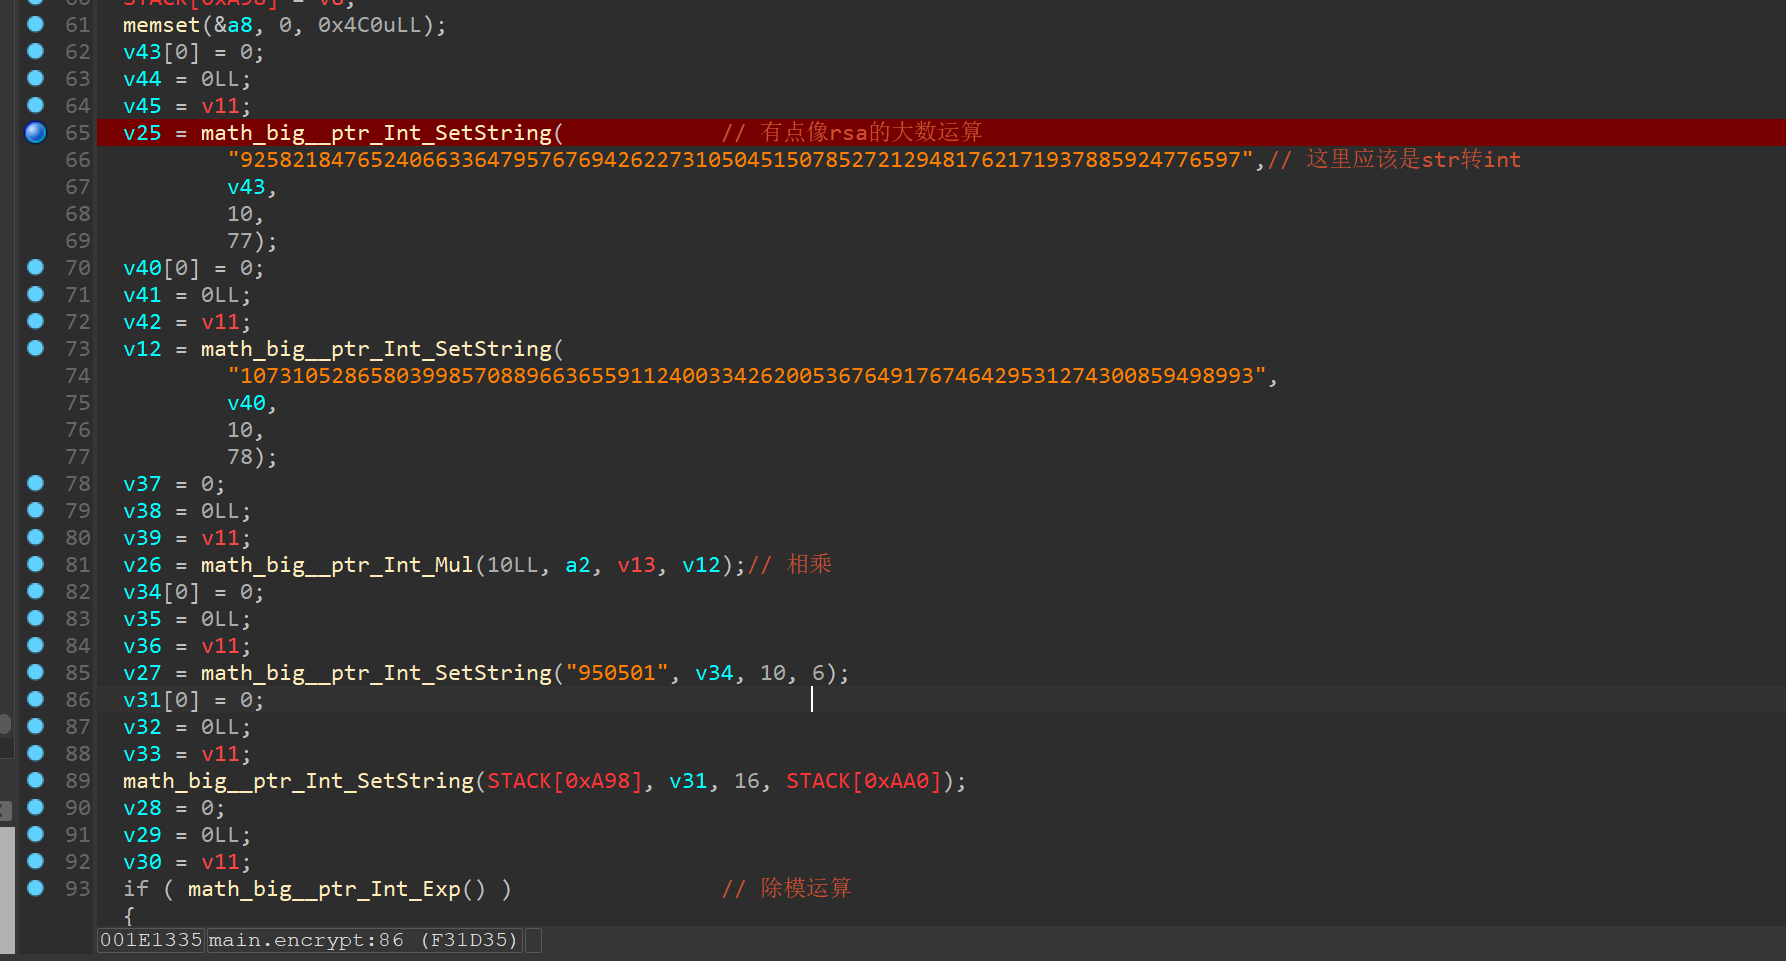 61 memset(&a8, 0, 0x4C0uLL);
62 v43[0] = 0;
63 v44 = 0LL;
64 v45 = v11;
65 v25 = math_big__ptr_Int_SetString( // 有点像rsa的大数运算
66 "92582184765240663364795767694262273105045150785272129481762171937885924776597",// 这里应该是str转int
67 v43,
68 10,
69 77);
70 v40[0] = 0;
71 v41 = 0LL;
72 v42 = v11;
73 v12 = math_big__ptr_Int_SetString(
74 "107310528658039985708896636559112400334262005367649176746429531274300859498993",
75 v40,
76 10,
77 78);
78 v37 = 0;
79 v38 = 0LL;
80 v39 = v11;
81 v26 = math_big__ptr_Int_Mul(10LL, a2, v13, v12);// 相乘
82 v34[0] = 0;
83 v35 = 0LL;
84 v36 = v11;
85 v27 = math_big__ptr_Int_SetString("950501", v34, 10, 6);
86 v31[0] = 0;
87 v32 = 0LL;
88 v33 = v11;
89 math_big__ptr_Int_SetString(STACK[0xA98], v31, 16, STACK[0xAA0]);
90 v28 = 0;
91 v29 = 0LL;
92 v30 = v11;
93 if ( math_big__ptr_Int_Exp() ) // 除模运算
{
001E1335 main.encrypt:86 (F31D35)